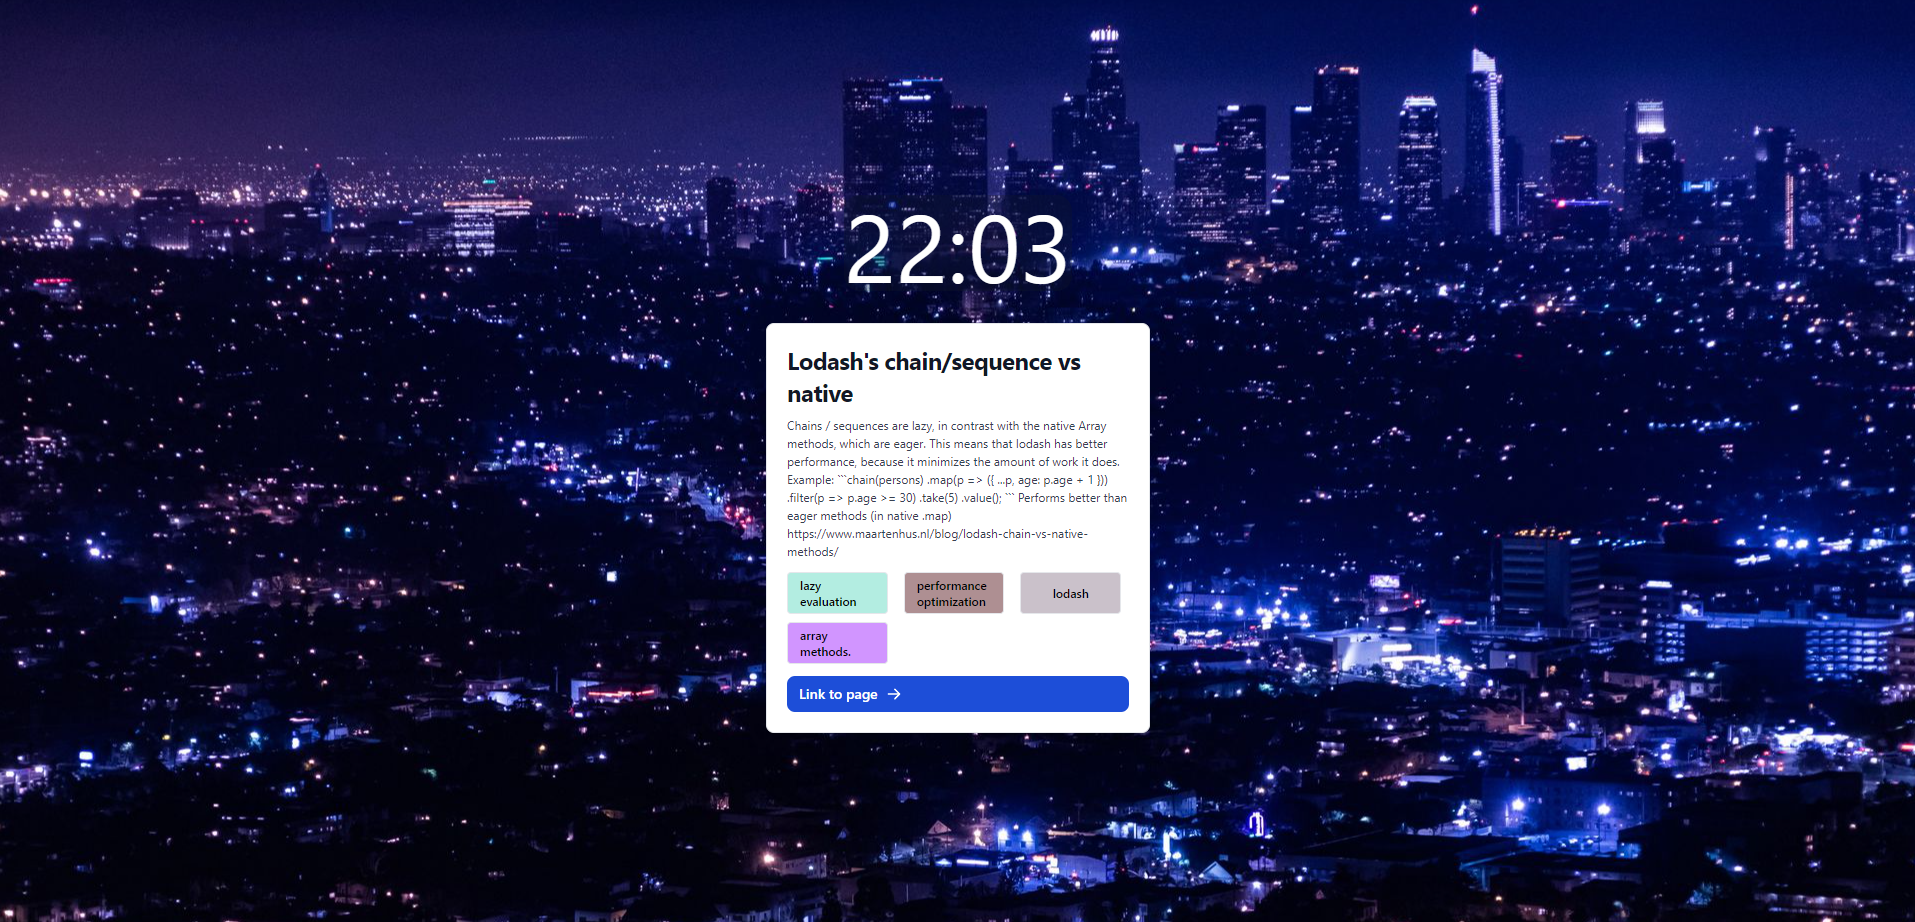 22:03
Lodash's chain/sequence vs
native
Chains / sequences are lazy, in contrast with the native Array
methods, which are eager. This means that lodash has better
performance, because it minimizes the amount of work it does.
Example: ```chain(persons) .map(p => ({ ...p, age: p.age + 1 }))
.filter(p => p.age >= 30) .take(5) .value(); ``` Performs better than
eager methods (in native .map)
https://www.maartenhus.nl/blog/lodash-chain-vs-native-
methods/
lazy
evaluation
performance
optimization
lodash
array
methods.
Link to page →